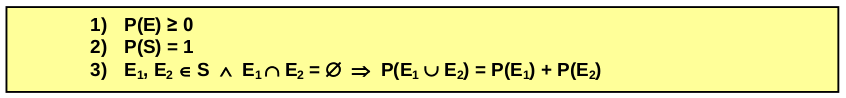 1) P(E) ≥ 0
2) P(S) = 1
3) E₁, E₂ ∈ S ∧ E₁ ∩ E₂ = ∅ ⇒ P(E₁ ∪ E₂) = P(E₁) + P(E₂)